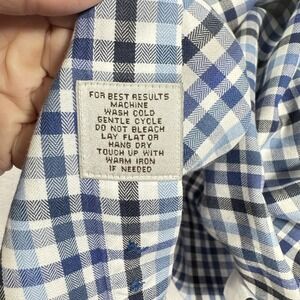 FOR BEST RESULTS
MACHINE
WASH COLD
GENTLE CYCLE
DO NOT BLEACH
LAY FLAT OR
HANG DRY
TOUCH UP WITH
WARM IRON
IF NEEDED